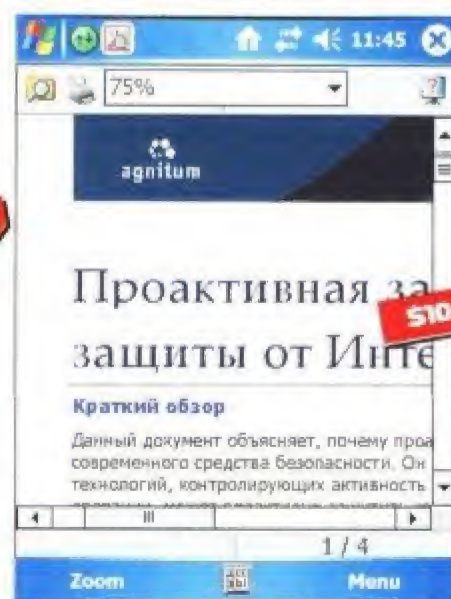 11:45
75%
agnitum
Проактивная за
$10
защиты от Инте
Краткий обзор
Данный документ объясняет, почему проа
современного средства безопасности. Он
технологий, контролирующих активность
1 / 4
Zoom
Menu